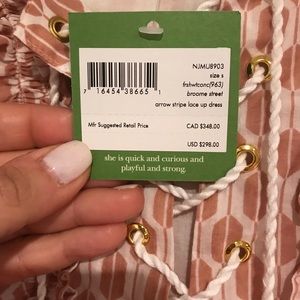 NJMU8903
size s
frshwtconc(963)
broome street
arrow stripe lace up dress
7 16454 38665 1
Mfr Suggested Retail Price
CAD $348.00
USD $298.00
she is quick and curious and
playful and strong.